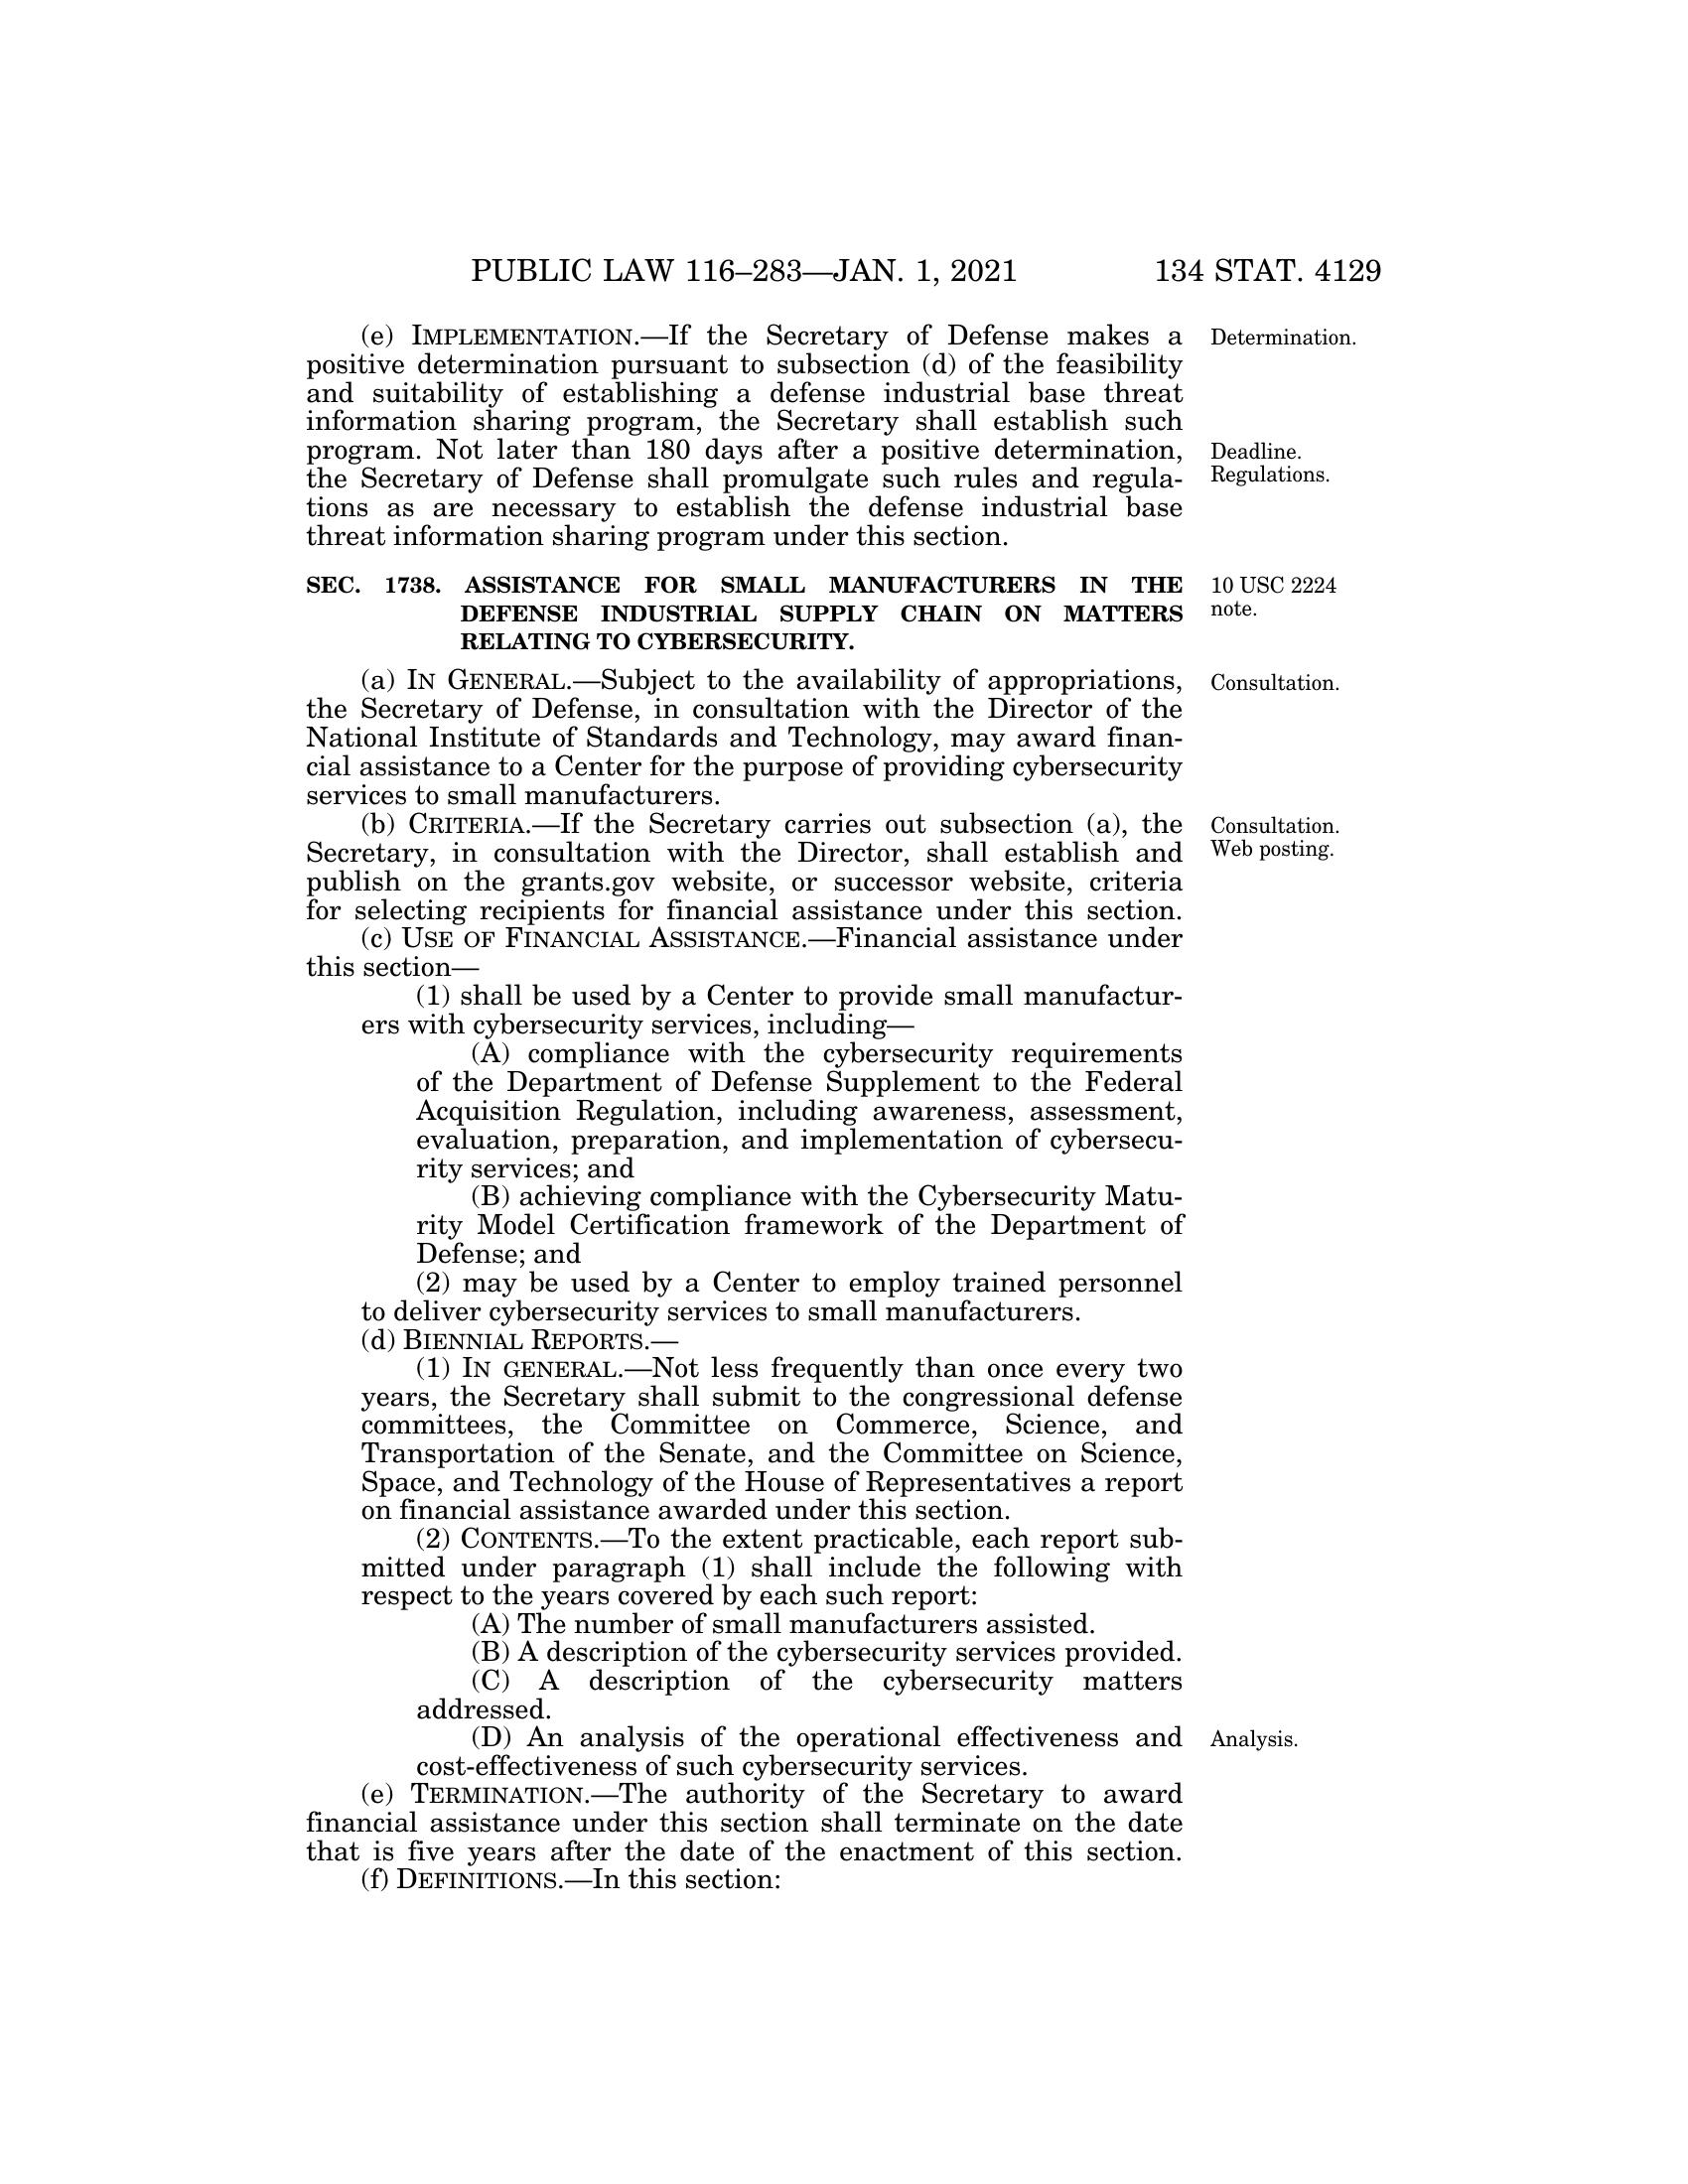 PUBLIC LAW 116–283—JAN. 1, 2021 134 STAT. 4129
(e) IMPLEMENTATION.—If the Secretary of Defense makes a
positive determination pursuant to subsection (d) of the feasibility
and suitability of establishing a defense industrial base threat
information sharing program, the Secretary shall establish such
program. Not later than 180 days after a positive determination,
the Secretary of Defense shall promulgate such rules and regula-
tions as are necessary to establish the defense industrial base
threat information sharing program under this section.
Determination.
Deadline.
Regulations.
SEC. 1738. ASSISTANCE FOR SMALL MANUFACTURERS IN THE
DEFENSE INDUSTRIAL SUPPLY CHAIN ON MATTERS
RELATING TO CYBERSECURITY.
10 USC 2224
note.
(a) IN GENERAL.—Subject to the availability of appropriations,
the Secretary of Defense, in consultation with the Director of the
National Institute of Standards and Technology, may award finan-
cial assistance to a Center for the purpose of providing cybersecurity
services to small manufacturers.
Consultation.
(b) CRITERIA.—If the Secretary carries out subsection (a), the
Secretary, in consultation with the Director, shall establish and
publish on the grants.gov website, or successor website, criteria
for selecting recipients for financial assistance under this section.
Consultation.
Web posting.
(c) USE OF FINANCIAL ASSISTANCE.—Financial assistance under
this section—
(1) shall be used by a Center to provide small manufactur-
ers with cybersecurity services, including—
(A) compliance with the cybersecurity requirements
of the Department of Defense Supplement to the Federal
Acquisition Regulation, including awareness, assessment,
evaluation, preparation, and implementation of cybersecu-
rity services; and
(B) achieving compliance with the Cybersecurity Matu-
rity Model Certification framework of the Department of
Defense; and
(2) may be used by a Center to employ trained personnel
to deliver cybersecurity services to small manufacturers.
(d) BIENNIAL REPORTS.—
(1) IN GENERAL.—Not less frequently than once every two
years, the Secretary shall submit to the congressional defense
committees, the Committee on Commerce, Science, and
Transportation of the Senate, and the Committee on Science,
Space, and Technology of the House of Representatives a report
on financial assistance awarded under this section.
(2) CONTENTS.—To the extent practicable, each report sub-
mitted under paragraph (1) shall include the following with
respect to the years covered by each such report:
(A) The number of small manufacturers assisted.
(B) A description of the cybersecurity services provided.
(C) A description of the cybersecurity matters
addressed.
(D) An analysis of the operational effectiveness and
cost-effectiveness of such cybersecurity services.
Analysis.
(e) TERMINATION.—The authority of the Secretary to award
financial assistance under this section shall terminate on the date
that is five years after the date of the enactment of this section.
(f) DEFINITIONS.—In this section: